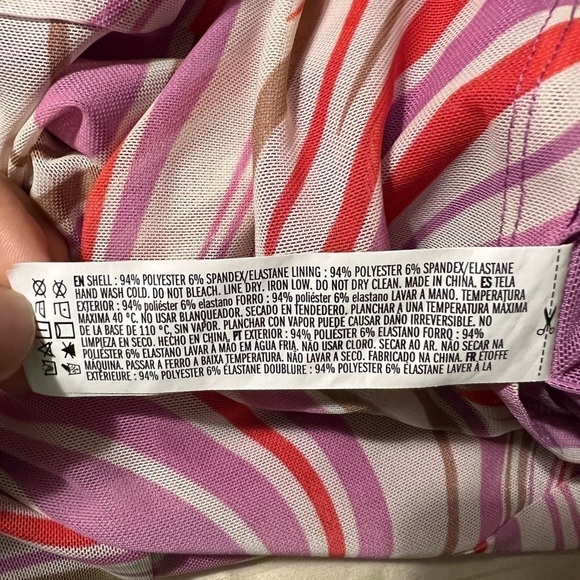 EN SHELL : 94% POLYESTER 6% SPANDEX/ELASTANE LINING : 94% POLYESTER 6% SPANDEX/ELASTANE
HAND WASH COLD. DO NOT BLEACH. LINE DRY. IRON LOW. DO NOT DRY CLEAN. MADE IN CHINA. ES TELA
EXTERIOR : 94% poliéster 6% elastano FORRO : 94% poliéster 6% elastano LAVAR A MANO. TEMPERATURA
MÁXIMA 40 °C. NO USAR BLANQUEADOR. SECADO EN TENDEDERO. PLANCHAR A UNA TEMPERATURA MÁXIMA
DE LA BASE DE 110 °C, SIN VAPOR. PLANCHAR CON VAPOR PUEDE CAUSAR DAÑO IRREVERSIBLE. NO
LIMPIEZA EN SECO. HECHO EN CHINA. PT EXTERIOR : 94% POLIÉSTER 6% ELASTANO FORRO : 94%
POLIÉSTER 6% ELASTANO LAVAR À MÃO EM ÁGUA FRIA, NÃO USAR CLORO. SECAR AO AR. NÃO SECAR NA
MÁQUINA. PASSAR A FERRO A BAIXA TEMPERATURA. NÃO LAVAR A SECO. FABRICADO NA CHINA. FR ÉTOFFE
EXTÉRIEURE : 94% POLYESTER 6% ÉLASTANE DOUBLURE : 94% POLYESTER 6% ÉLASTANE LAVER À LA